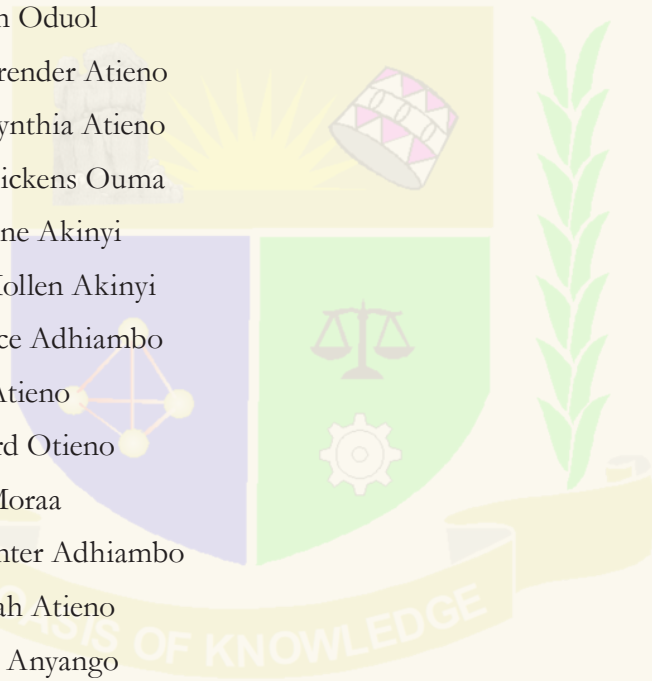 n Oduol
render Atieno
ynthia Atieno
ickens Ouma
ne Akinyi
ollen Akinyi
ce Adhiambo
Atieno
rd Otieno
Moraa
nter Adhiambo
ah Atieno
Anyango
OASIS OF KNOWLEDGE